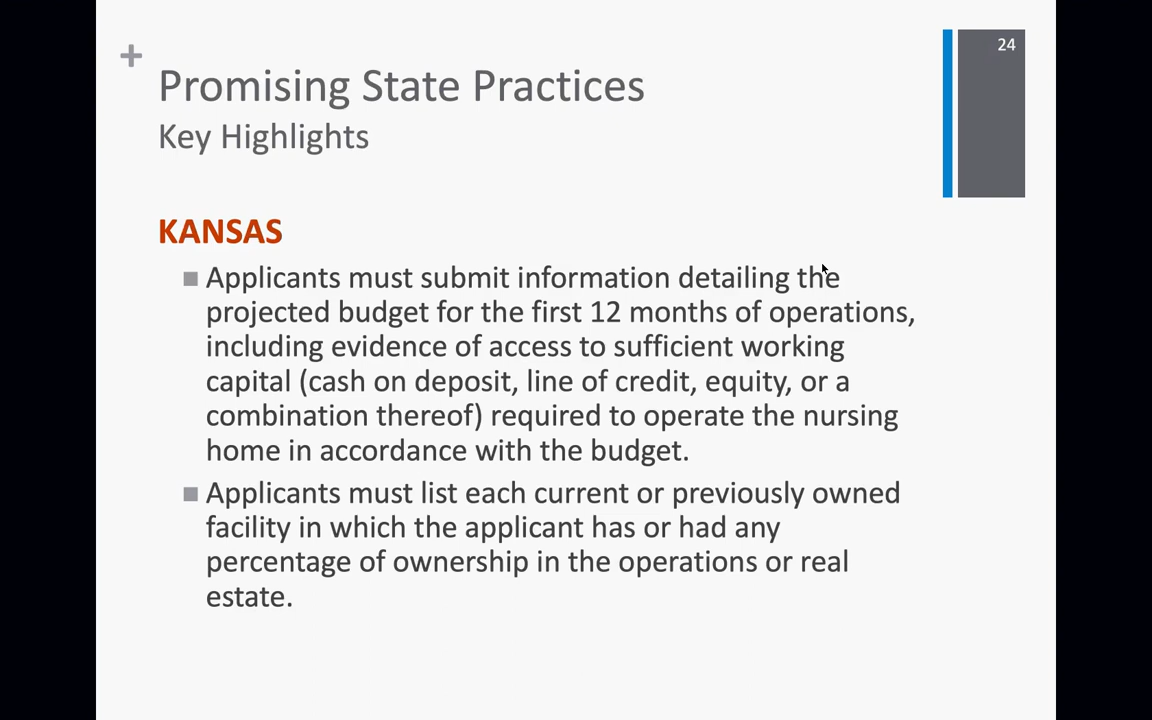 24
+
Promising State Practices
Key Highlights
KANSAS
Applicants must submit information detailing the
projected budget for the first 12 months of operations,
including evidence of access to sufficient working
capital (cash on deposit, line of credit, equity, or a
combination thereof) required to operate the nursing
home in accordance with the budget.
Applicants must list each current or previously owned
facility in which the applicant has or had any
percentage of ownership in the operations or real
estate.